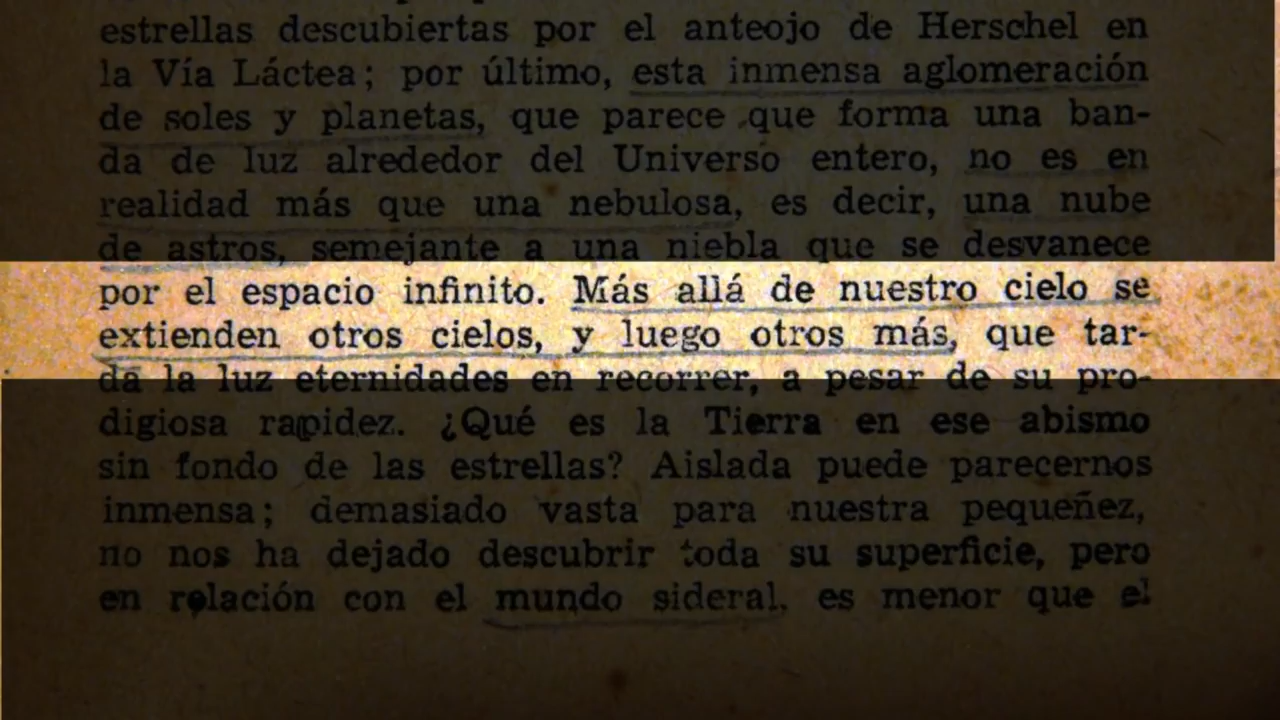 estrellas descubiertas por el anteojo de Herschel en
la Vía Láctea; por último, esta inmensa aglomeración
de soles y planetas, que parece que forma una ban-
da de luz alrededor del Universo entero, no es en
realidad más que una nebulosa, es decir, una nube
de astros, semejante a una niebla que se desvanece
por el espacio infinito. Más allá de nuestro cielo se
extienden otros cielos, y luego otros más, que tar-
da la luz eternidades en recorrer, a pesar de su pro-
digiosa rapidez. ¿Qué es la Tierra en ese abismo
sin fondo de las estrellas? Aislada puede parecernos
inmensa; demasiado vasta para nuestra pequeñez,
no nos ha dejado descubrir toda su superficie, pero
en relación con el mundo sideral, es menor que el